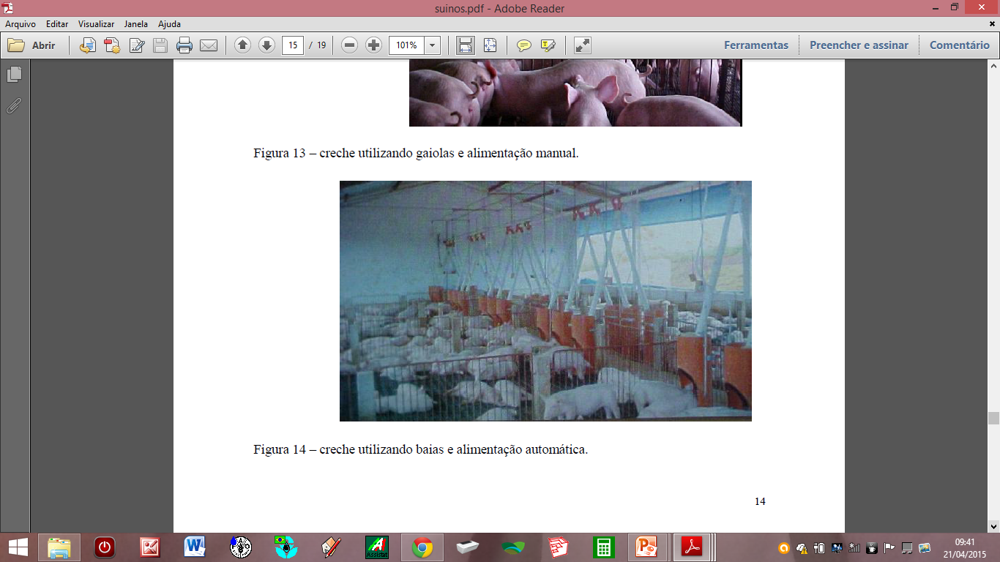 suinos.pdf - Adobe Reader
Arquivo Editar Visualizar Janela Ajuda
Abrir 15 / 19 101% Ferramentas Preencher e assinar Comentário
Figura 13 – creche utilizando gaiolas e alimentação manual.
Figura 14 – creche utilizando baias e alimentação automática.
14
Assistat
09:41
21/04/2015